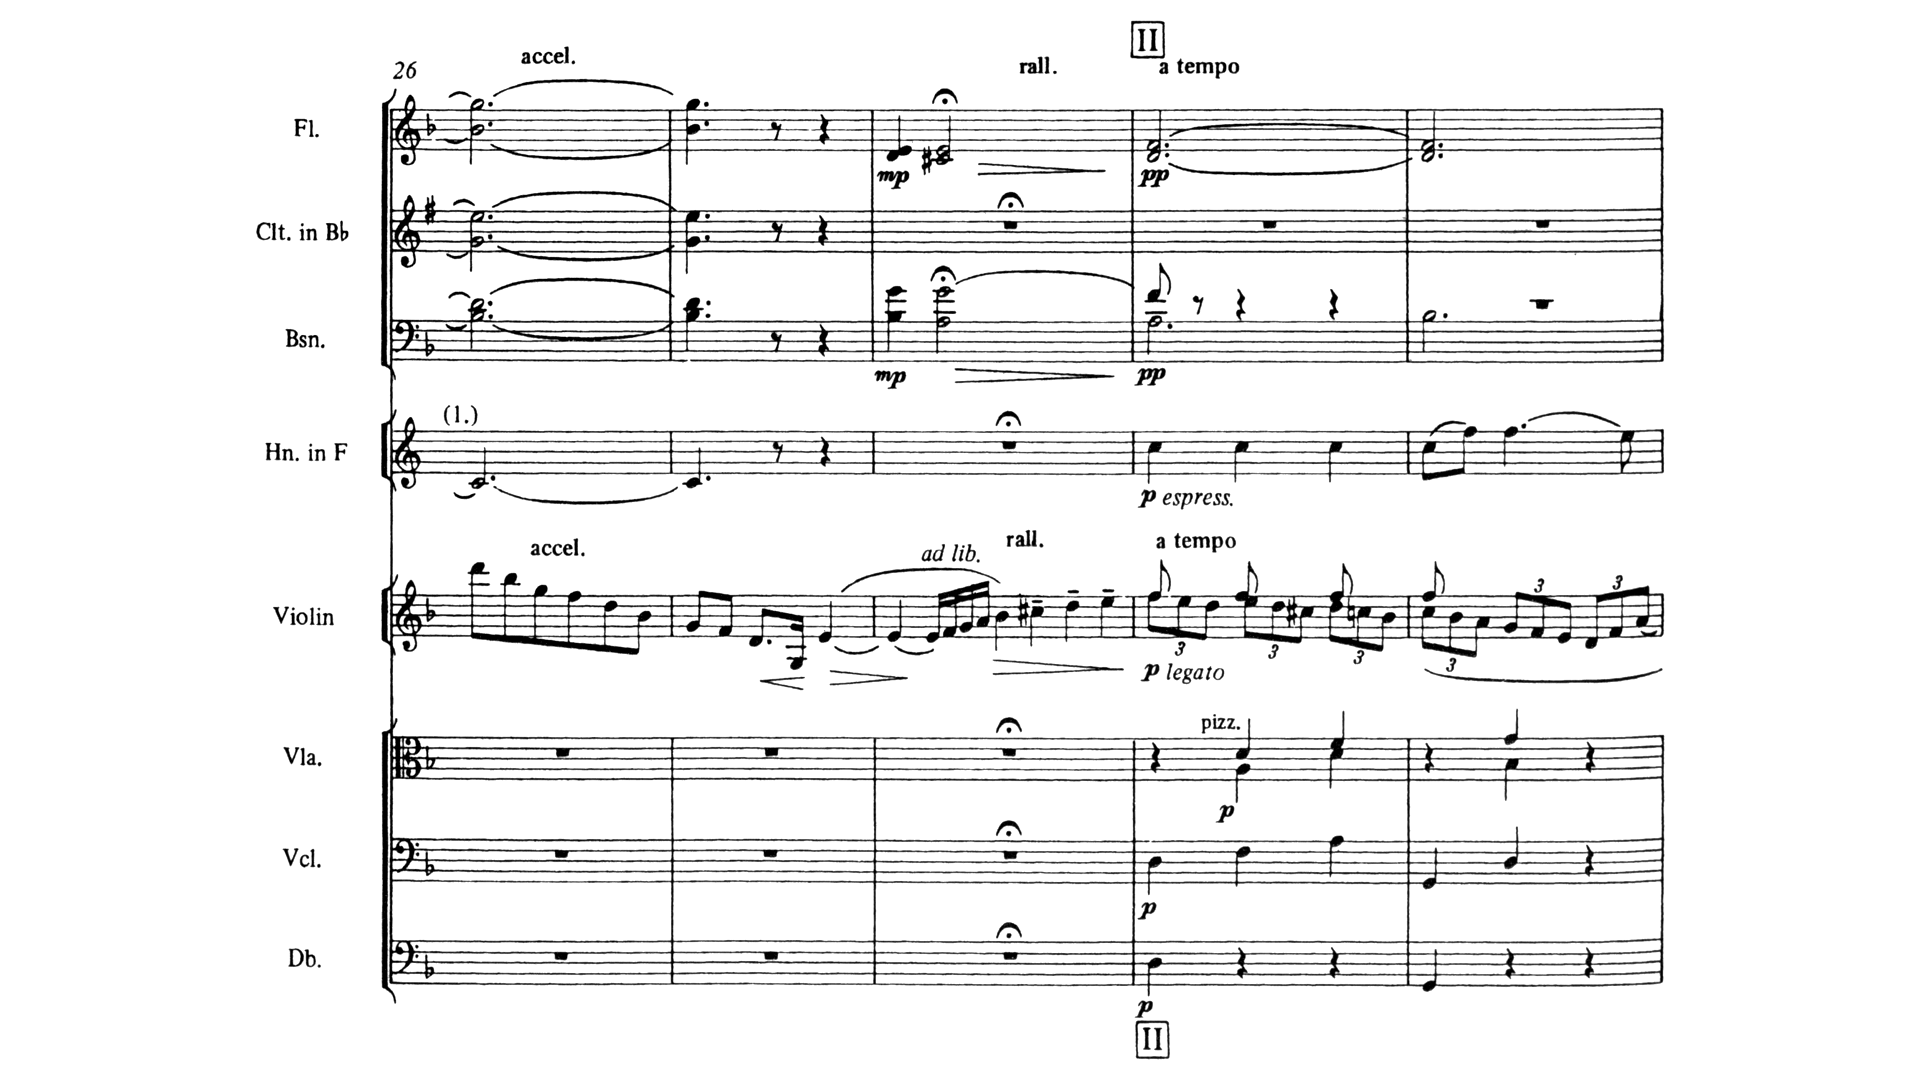 II
26 accel. rall. a tempo
Fl.
mp pp
Clt. in B♭
Bsn.
mp pp
(1.)
Hn. in F
p espress.
accel. ad lib. rall. a tempo
3 3
Violin
3 3 3 3
p legato
pizz.
Vla.
p
Vcl.
p
Db.
p
II